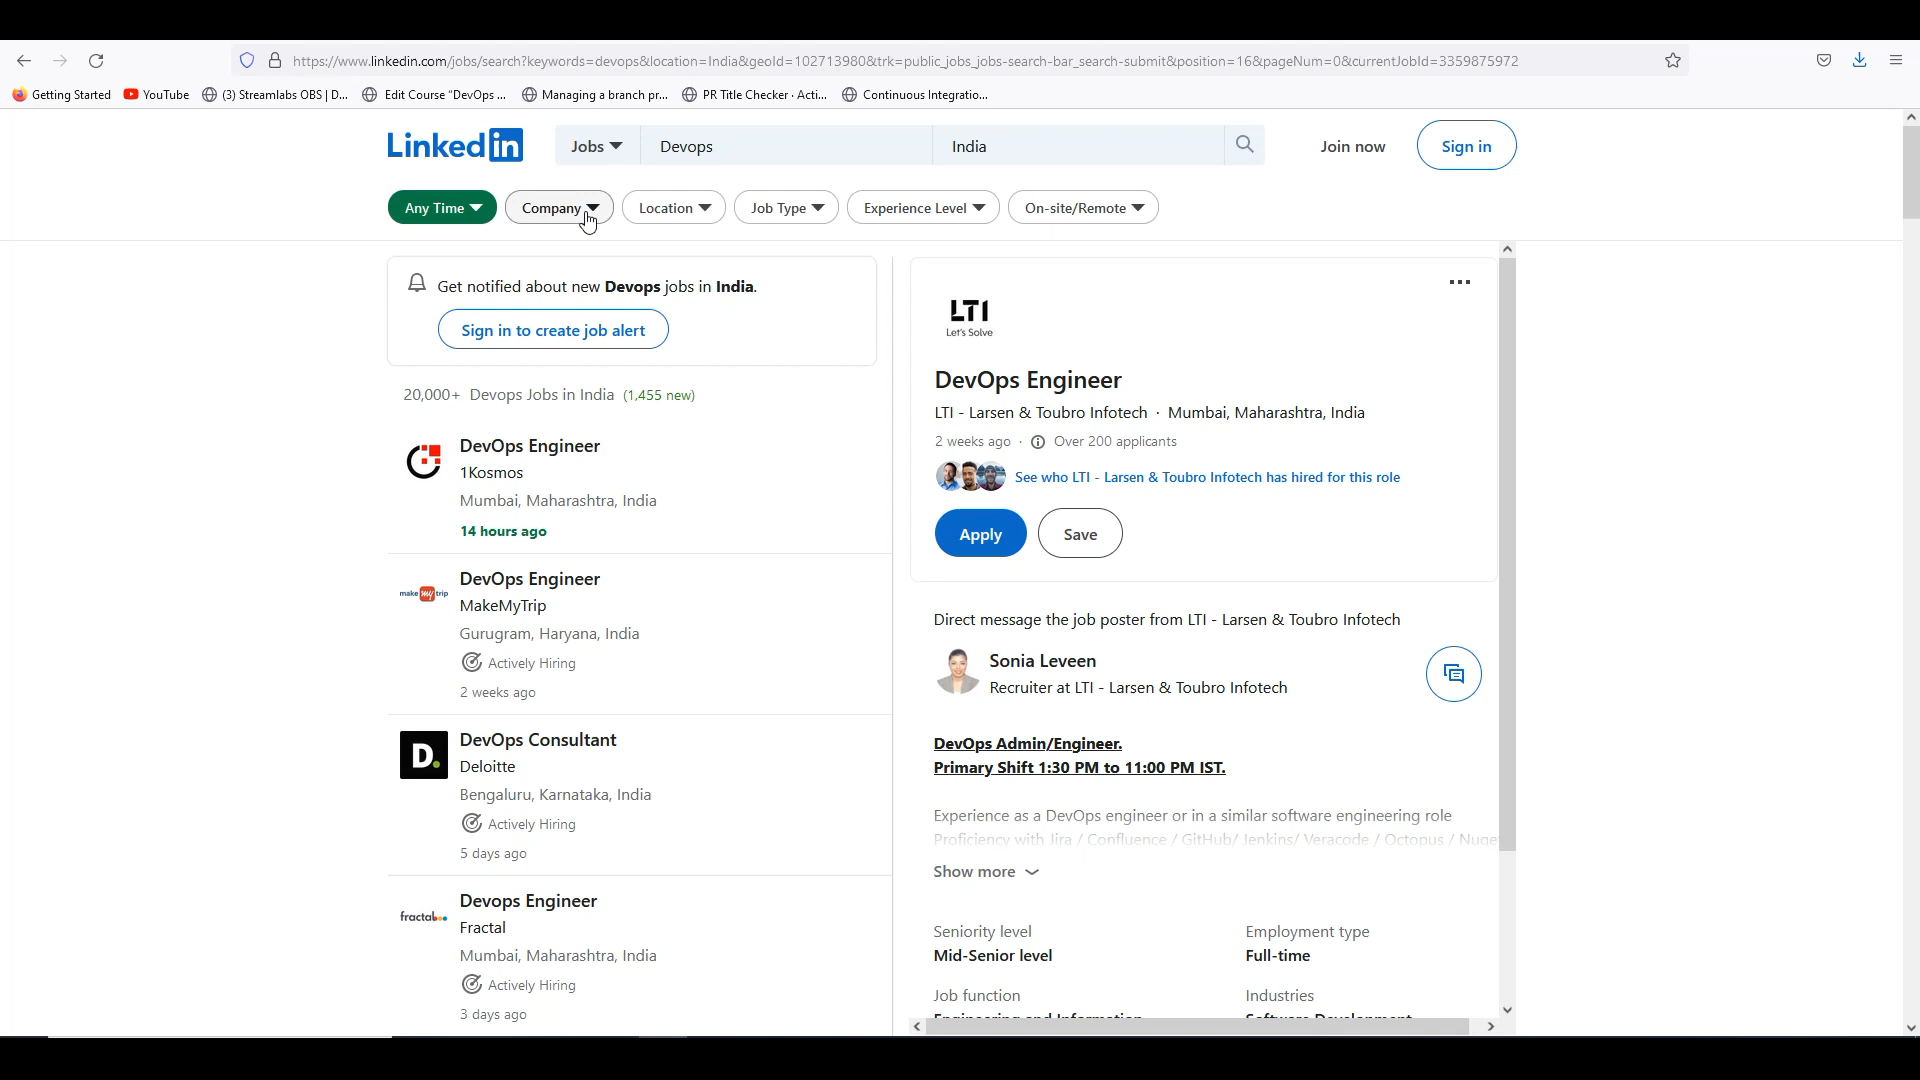 https://www.linkedin.com/jobs/search?keywords=devops&location=India&geoId=102713980&trk=public_jobs_jobs-search-bar_search-submit&position=16&pageNum=0&currentJobId=3359875972
Getting Started YouTube (3) Streamlabs OBS | D... Edit Course "DevOps ... Managing a branch pr... PR Title Checker · Acti... Continuous Integratio...
Linkedin Jobs Devops India Join now Sign in
Any Time Company Location Job Type Experience Level On-site/Remote
Get notified about new Devops jobs in India.
Sign in to create job alert
20,000+ Devops Jobs in India (1,455 new)
DevOps Engineer
1Kosmos
Mumbai, Maharashtra, India
14 hours ago
make my trip
DevOps Engineer
MakeMyTrip
Gurugram, Haryana, India
Actively Hiring
2 weeks ago
D.
DevOps Consultant
Deloitte
Bengaluru, Karnataka, India
Actively Hiring
5 days ago
fractal
Devops Engineer
Fractal
Mumbai, Maharashtra, India
Actively Hiring
3 days ago
LTI
Let's Solve
DevOps Engineer
LTI - Larsen & Toubro Infotech · Mumbai, Maharashtra, India
2 weeks ago · Over 200 applicants
See who LTI - Larsen & Toubro Infotech has hired for this role
Apply Save
Direct message the job poster from LTI - Larsen & Toubro Infotech
Sonia Leveen
Recruiter at LTI - Larsen & Toubro Infotech
DevOps Admin/Engineer.
Primary Shift 1:30 PM to 11:00 PM IST.
Experience as a DevOps engineer or in a similar software engineering role
Proficiency with Jira / Confluence / GitHub/ Jenkins/ Veracode / Octopus / Nuge
Show more
Seniority level
Mid-Senior level
Employment type
Full-time
Job function
Engineering and Information
Industries
Software Development